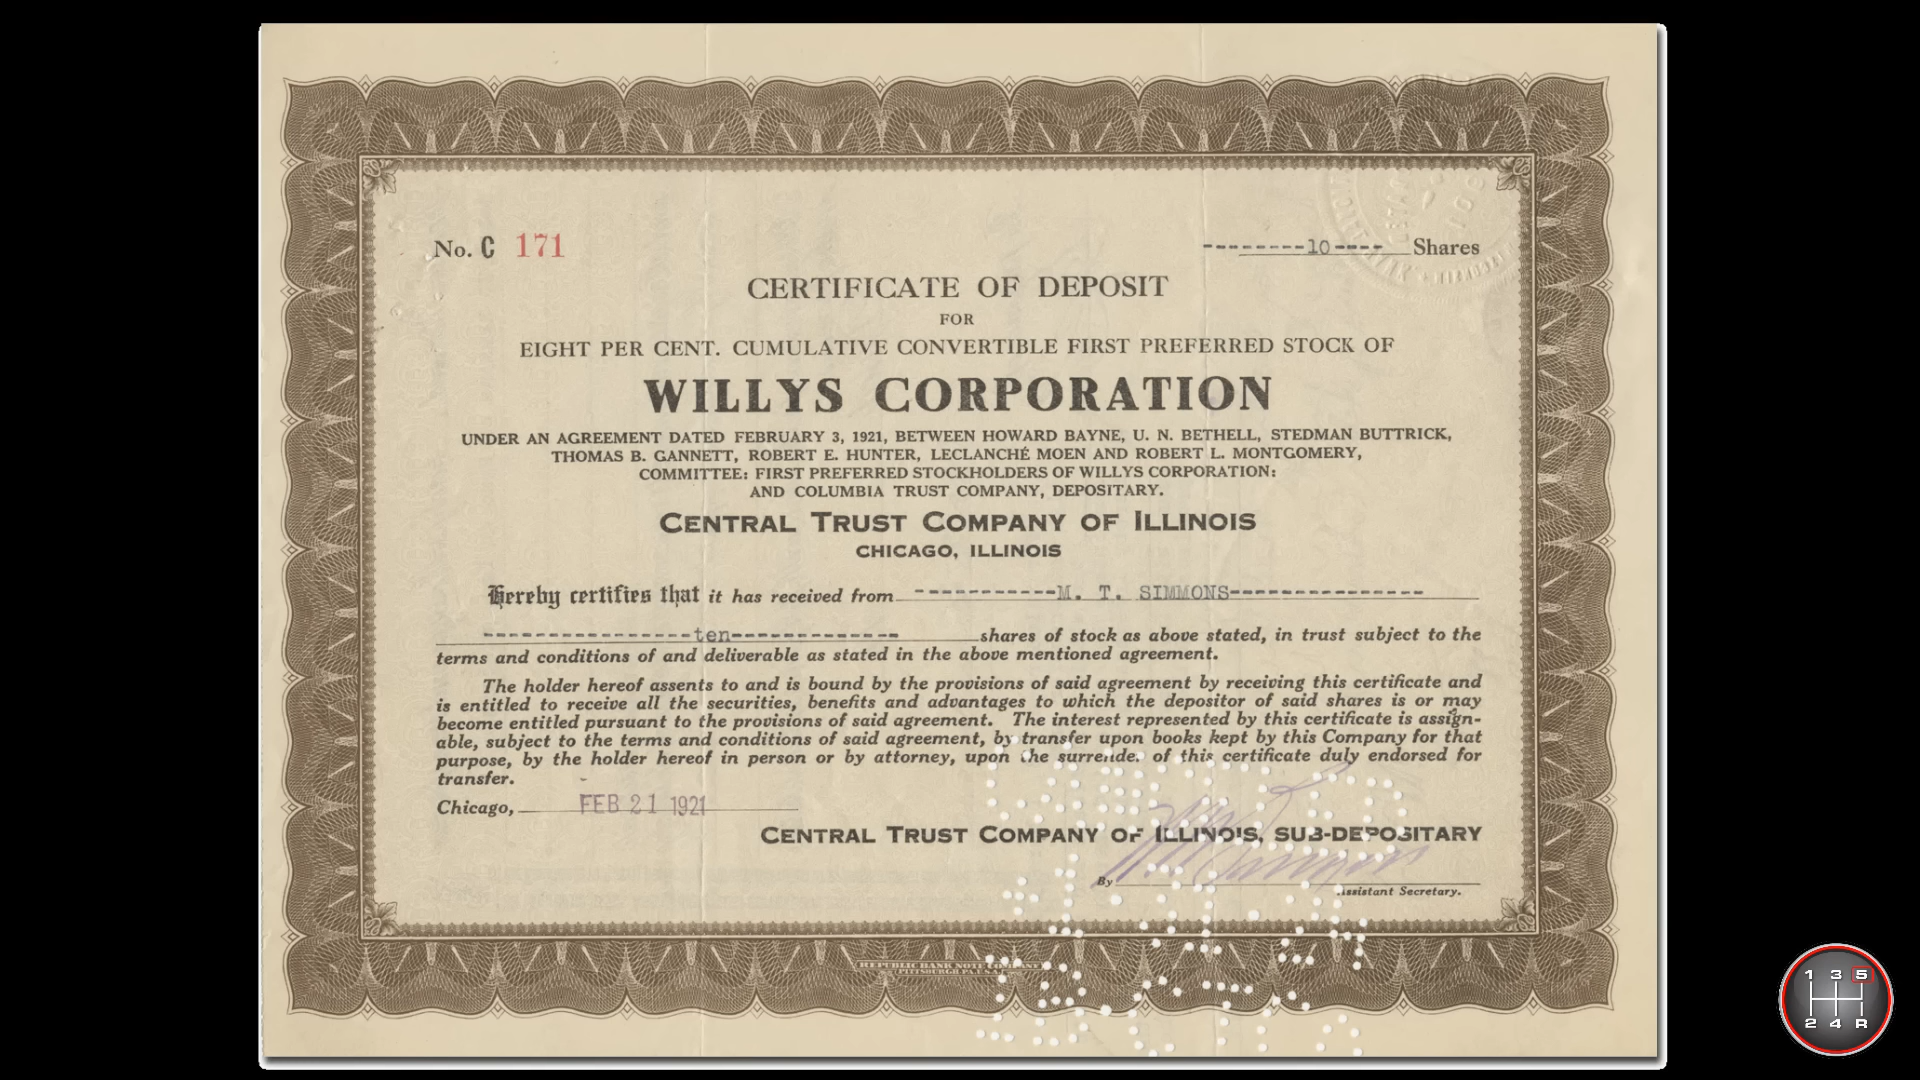 No. C 171
--------10---- Shares
CERTIFICATE OF DEPOSIT
FOR
EIGHT PER CENT. CUMULATIVE CONVERTIBLE FIRST PREFERRED STOCK OF
WILLYS CORPORATION
UNDER AN AGREEMENT DATED FEBRUARY 3, 1921, BETWEEN HOWARD BAYNE, U. N. BETHELL, STEDMAN BUTTRICK,
THOMAS B. GANNETT, ROBERT E. HUNTER, LECLANCHÉ MOEN AND ROBERT L. MONTGOMERY,
COMMITTEE: FIRST PREFERRED STOCKHOLDERS OF WILLYS CORPORATION:
AND COLUMBIA TRUST COMPANY, DEPOSITARY.
CENTRAL TRUST COMPANY OF ILLINOIS
CHICAGO, ILLINOIS
Hereby certifies that it has received from -----------M. T. SIMMONS---------------
------------------ten------------- shares of stock as above stated, in trust subject to the
terms and conditions of and deliverable as stated in the above mentioned agreement.
The holder hereof assents to and is bound by the provisions of said agreement by receiving this certificate and
is entitled to receive all the securities, benefits and advantages to which the depositor of said shares is or may
become entitled pursuant to the provisions of said agreement. The interest represented by this certificate is assign-
able, subject to the terms and conditions of said agreement, by transfer upon books kept by this Company for that
purpose, by the holder hereof in person or by attorney, upon the surrender of this certificate duly endorsed for
transfer.
Chicago, FEB 21 1921
CENTRAL TRUST COMPANY OF ILLINOIS, SUB-DEPOSITARY
By
Assistant Secretary.
REPUBLIC BANK NOTE COMPANY
PITTSBURGH, PA. U.S.A.
1 3 5
2 4 R